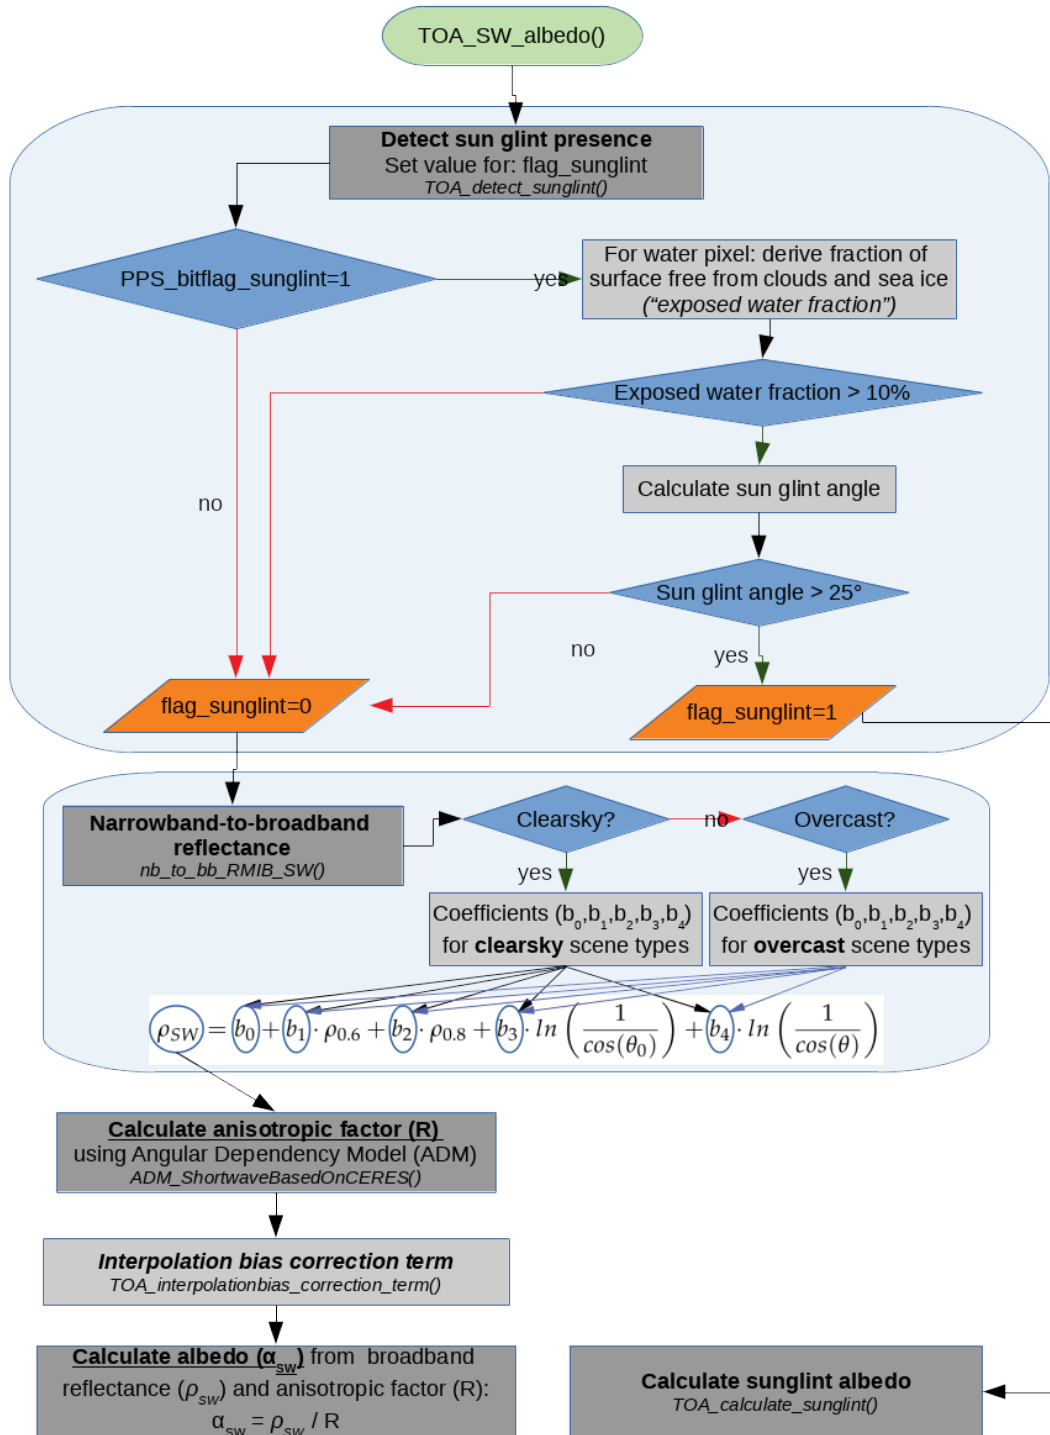 TOA_SW_albedo()
Detect sun glint presence
Set value for: flag_sunglint
TOA_detect_sunglint()
PPS_bitflag_sunglint=1
yes
For water pixel: derive fraction of
surface free from clouds and sea ice
(“exposed water fraction”)
Exposed water fraction > 10%
no
Calculate sun glint angle
Sun glint angle > 25°
no
yes
flag_sunglint=0
flag_sunglint=1
Narrowband-to-broadband
reflectance
nb_to_bb_RMIB_SW()
Clearsky?
no
Overcast?
yes
yes
Coefficients (b₀,b₁,b₂,b₃,b₄)
for clearsky scene types
Coefficients (b₀,b₁,b₂,b₃,b₄)
for overcast scene types
ρ_SW = b₀ + b₁ · ρ₀.₆ + b₂ · ρ₀.₈ + b₃ · ln (1/cos(θ₀)) + b₄ · ln (1/cos(θ))
Calculate anisotropic factor (R)
using Angular Dependency Model (ADM)
ADM_ShortwaveBasedOnCERES()
Interpolation bias correction term
TOA_interpolationbias_correction_term()
Calculate albedo (α_sw) from broadband
reflectance (ρ_sw) and anisotropic factor (R):
α_sw = ρ_sw / R
Calculate sunglint albedo
TOA_calculate_sunglint()